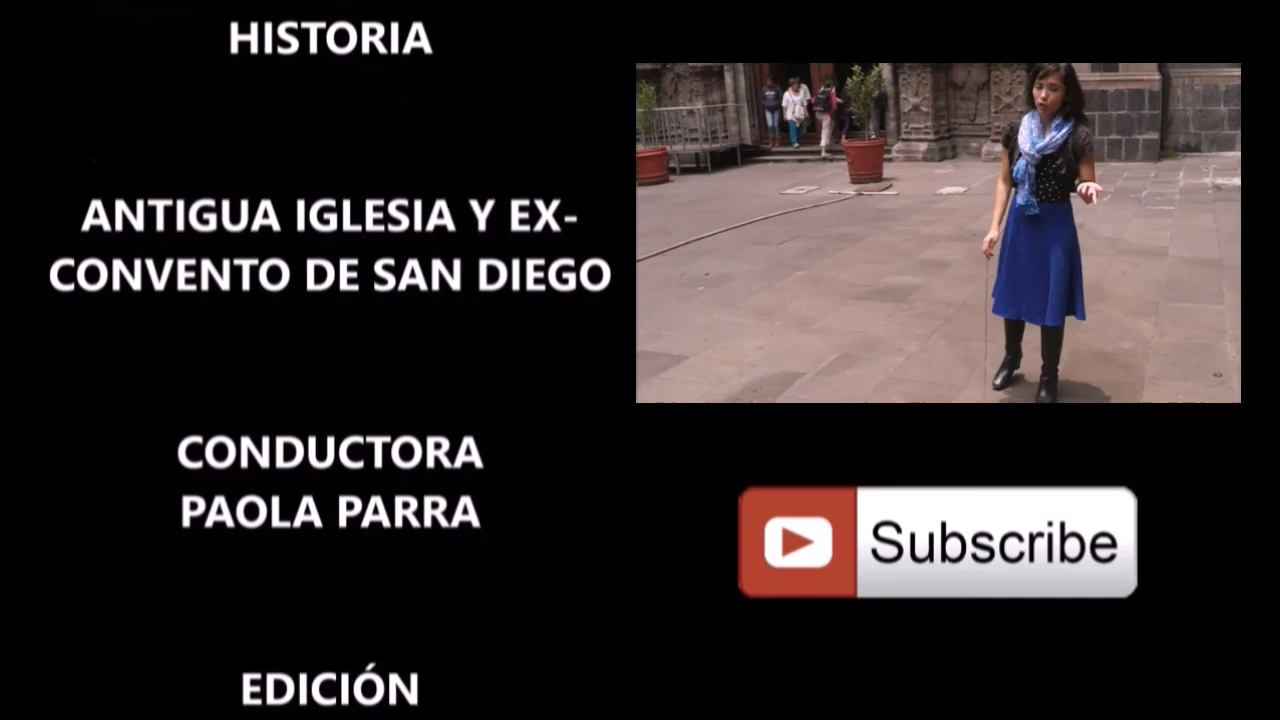 HISTORIA
ANTIGUA IGLESIA Y EX-
CONVENTO DE SAN DIEGO
CONDUCTORA
PAOLA PARRA
EDICIÓN
Subscribe